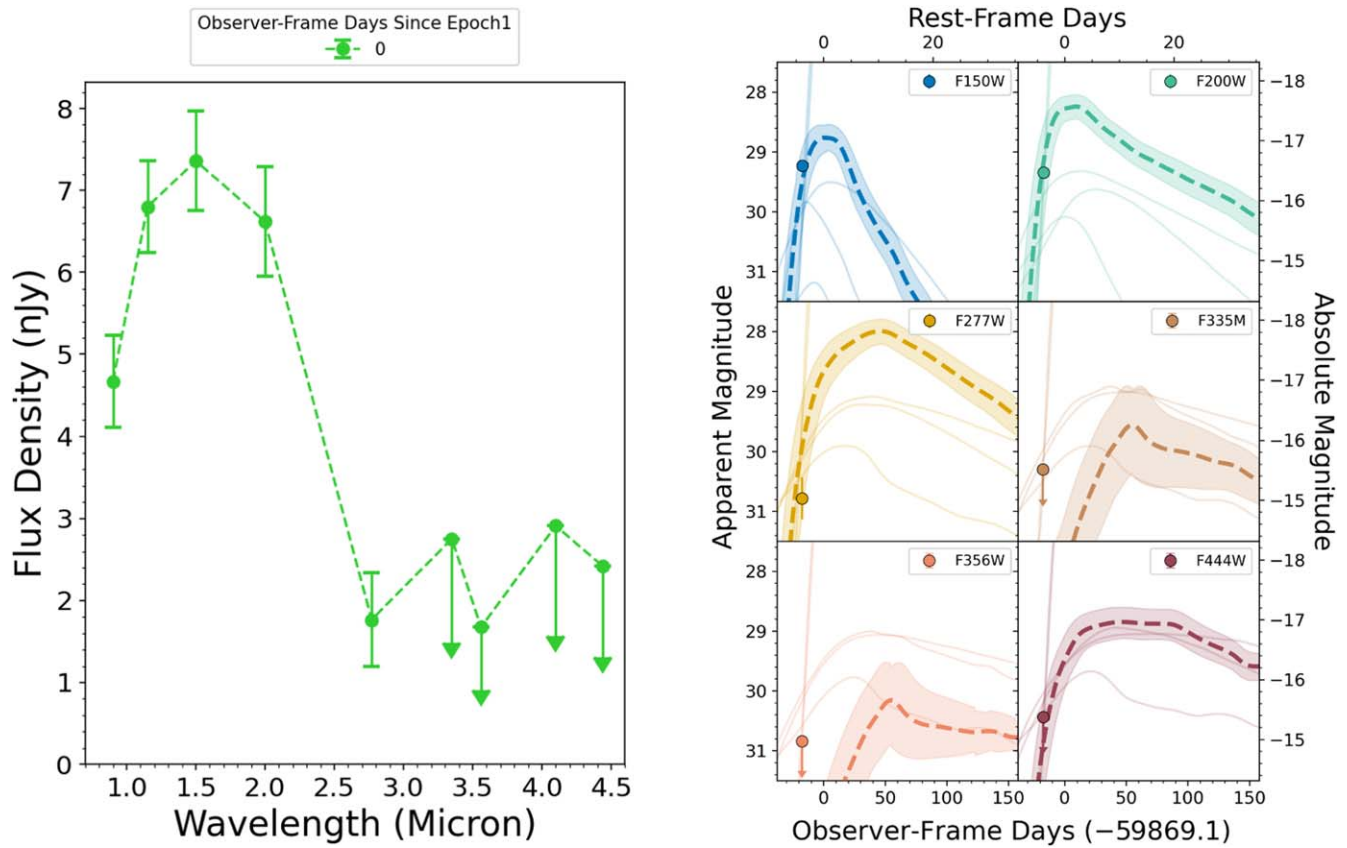 Observer-Frame Days Since Epoch1
0
Flux Density (nJy)
8
7
6
5
4
3
2
1
0
1.0 1.5 2.0 2.5 3.0 3.5 4.0 4.5
Wavelength (Micron)
Rest-Frame Days
0 20 0 20
F150W
F200W
28
29
30
31
−18
−17
−16
−15
F277W
F335M
28
29
30
31
−18
−17
−16
−15
F356W
F444W
28
29
30
31
−18
−17
−16
−15
Apparent Magnitude
Absolute Magnitude
0 50 100 150 0 50 100 150
Observer-Frame Days (−59869.1)